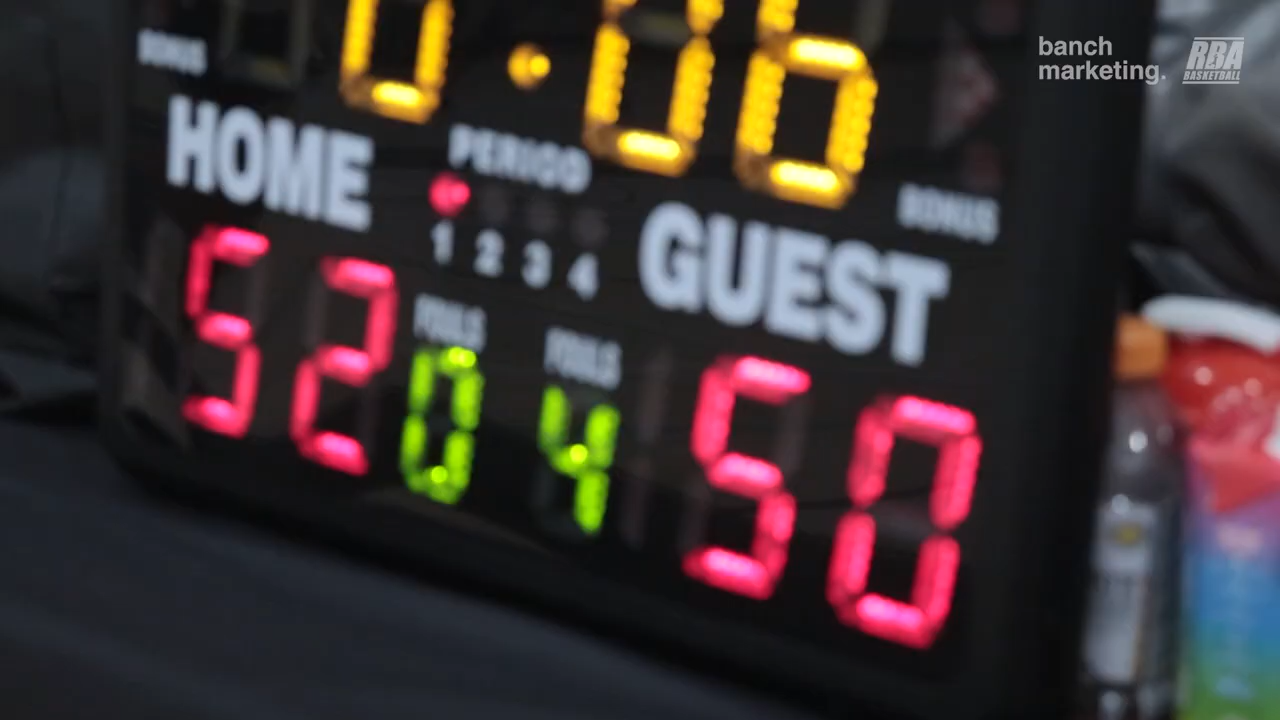 banch
marketing.
RBA
BASKETBALL
0.06
BONUS
HOME
PERIOD
1 2 3 4
BONUS
GUEST
52
FOULS
0
FOULS
4
50